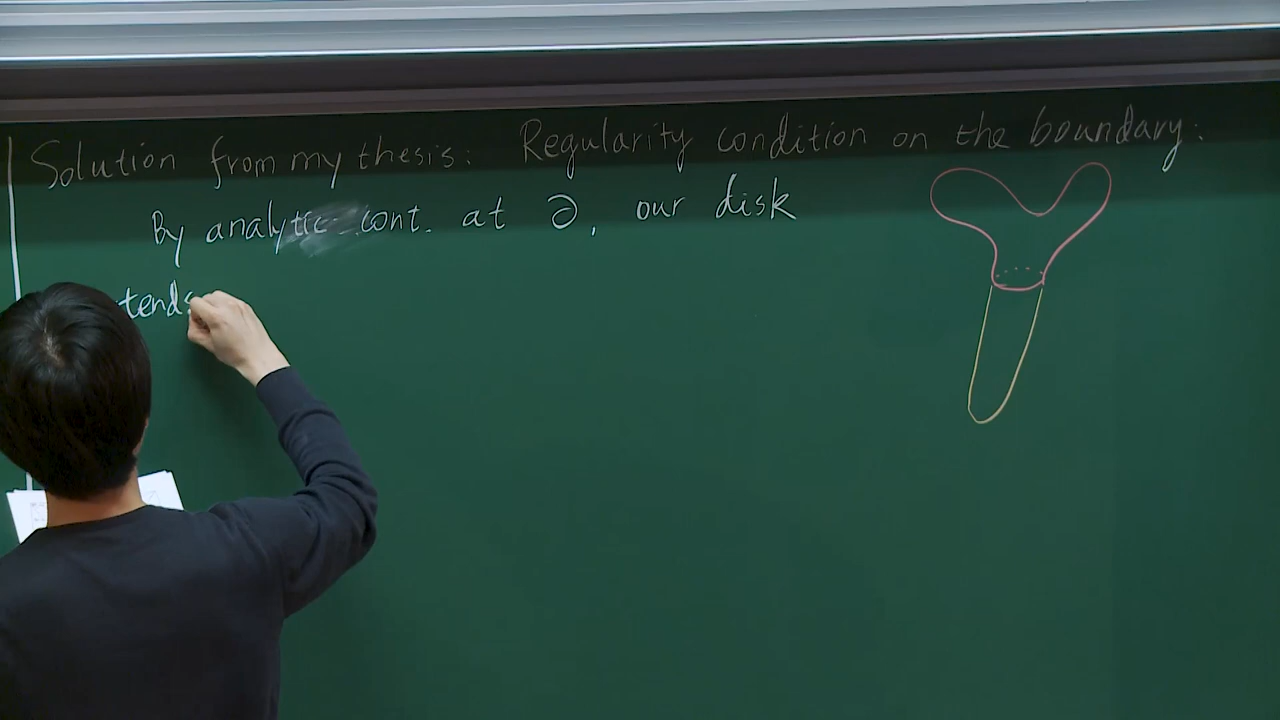 Solution from my thesis: Regularity condition on the boundary:
By analytic cont. at ∂, our disk
tends